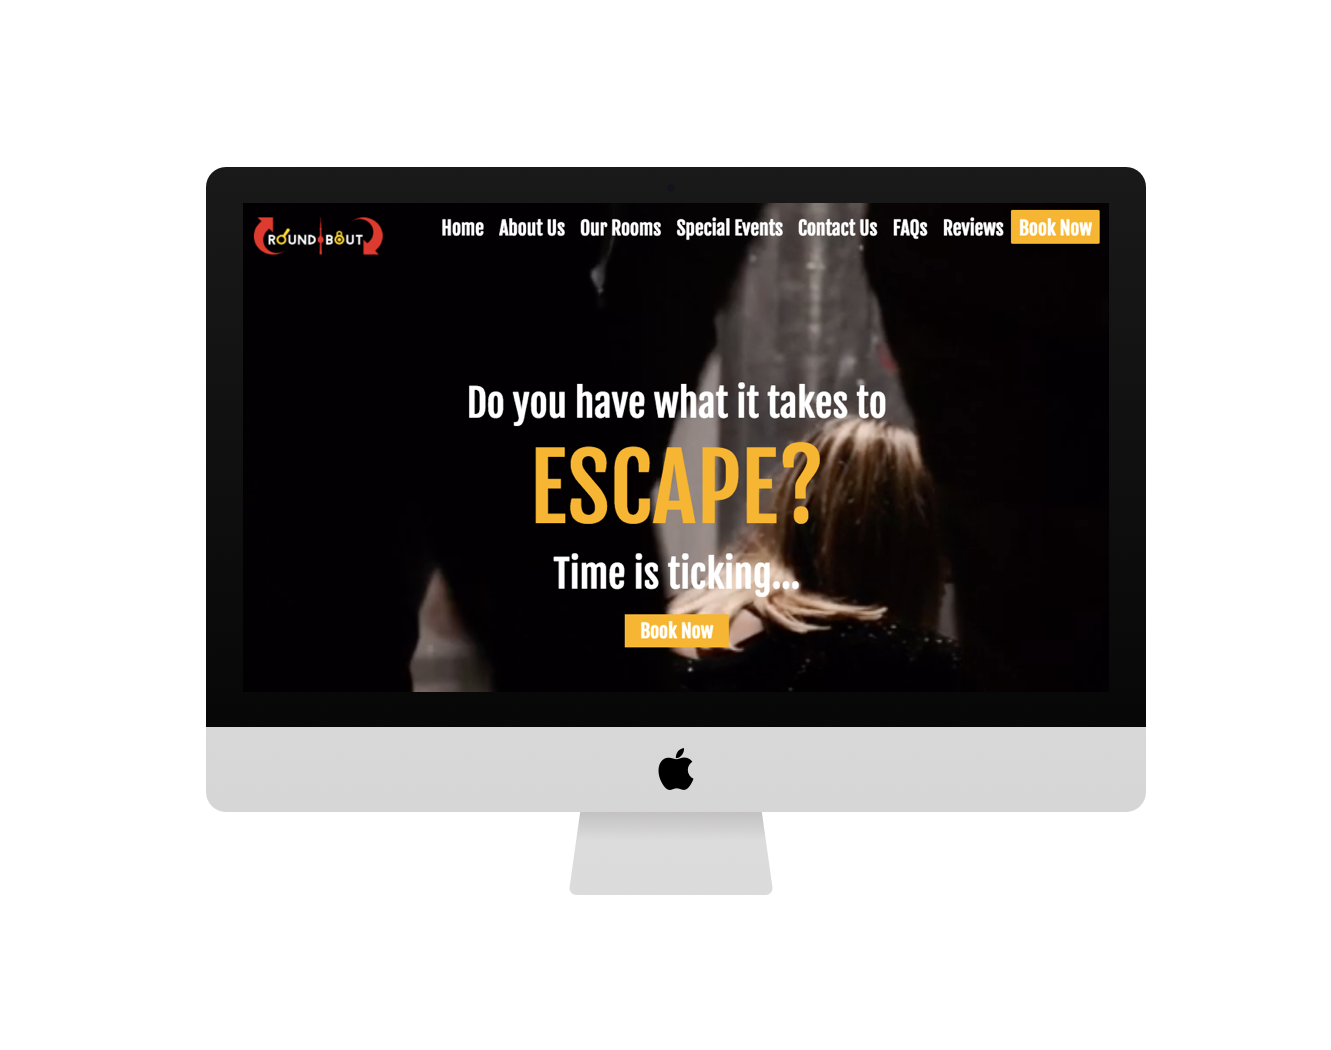 ROUND BOUT
Home About Us Our Rooms Special Events Contact Us FAQs Reviews Book Now
Do you have what it takes to
ESCAPE?
Time is ticking...
Book Now